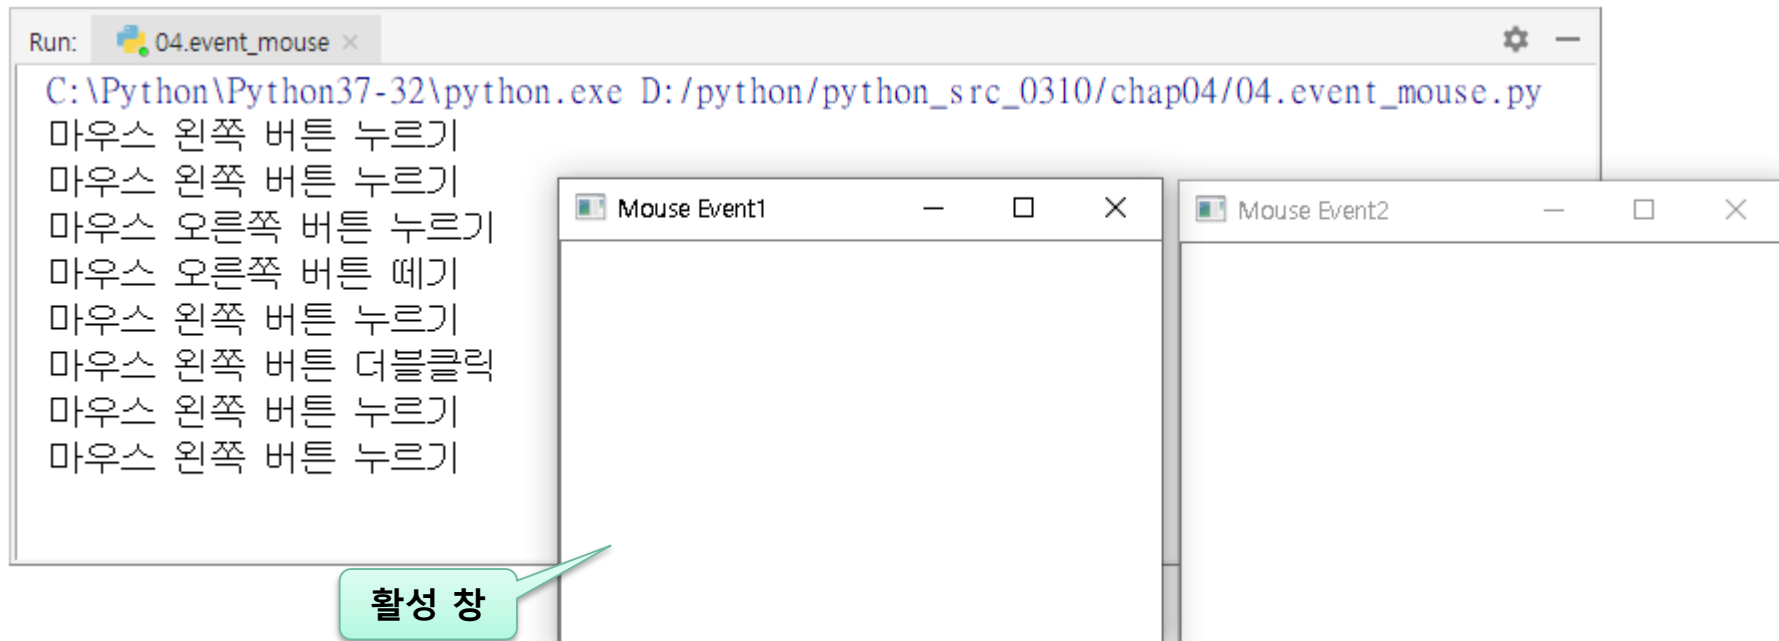 Run: 04.event_mouse
C:\Python\Python37-32\python.exe D:/python/python_src_0310/chap04/04.event_mouse.py
마우스 왼쪽 버튼 누르기
마우스 왼쪽 버튼 누르기
마우스 오른쪽 버튼 누르기
마우스 오른쪽 버튼 떼기
마우스 왼쪽 버튼 누르기
마우스 왼쪽 버튼 더블클릭
마우스 왼쪽 버튼 누르기
마우스 왼쪽 버튼 누르기
Mouse Event1
Mouse Event2
활성 창